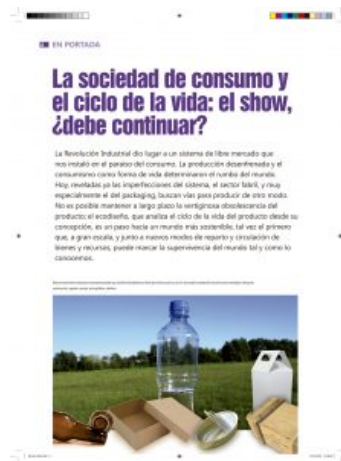 EN PORTADA
La sociedad de consumo y
el ciclo de la vida: el show,
¿debe continuar?
La Revolución Industrial dio lugar a un sistema de libre mercado que
nos instaló en el paraíso del consumo. La producción desenfrenada y el
consumismo como forma de vida determinaron el rumbo del mundo.
Hoy, reveladas ya las imperfecciones del sistema, el sector fabril, y muy
especialmente el del packaging, buscan vías para producir de otro modo.
No es posible mantener a largo plazo la vertiginosa obsolescencia del
producto; el ecodiseño, que analiza el ciclo de la vida del producto desde su
concepción, es un paso hacia un mundo más sostenible, tal vez el primero
que, a gran escala, y junto a nuevos modos de reparto y circulación de
bienes y recursos, puede marcar la supervivencia del mundo tal y como lo
conocemos.